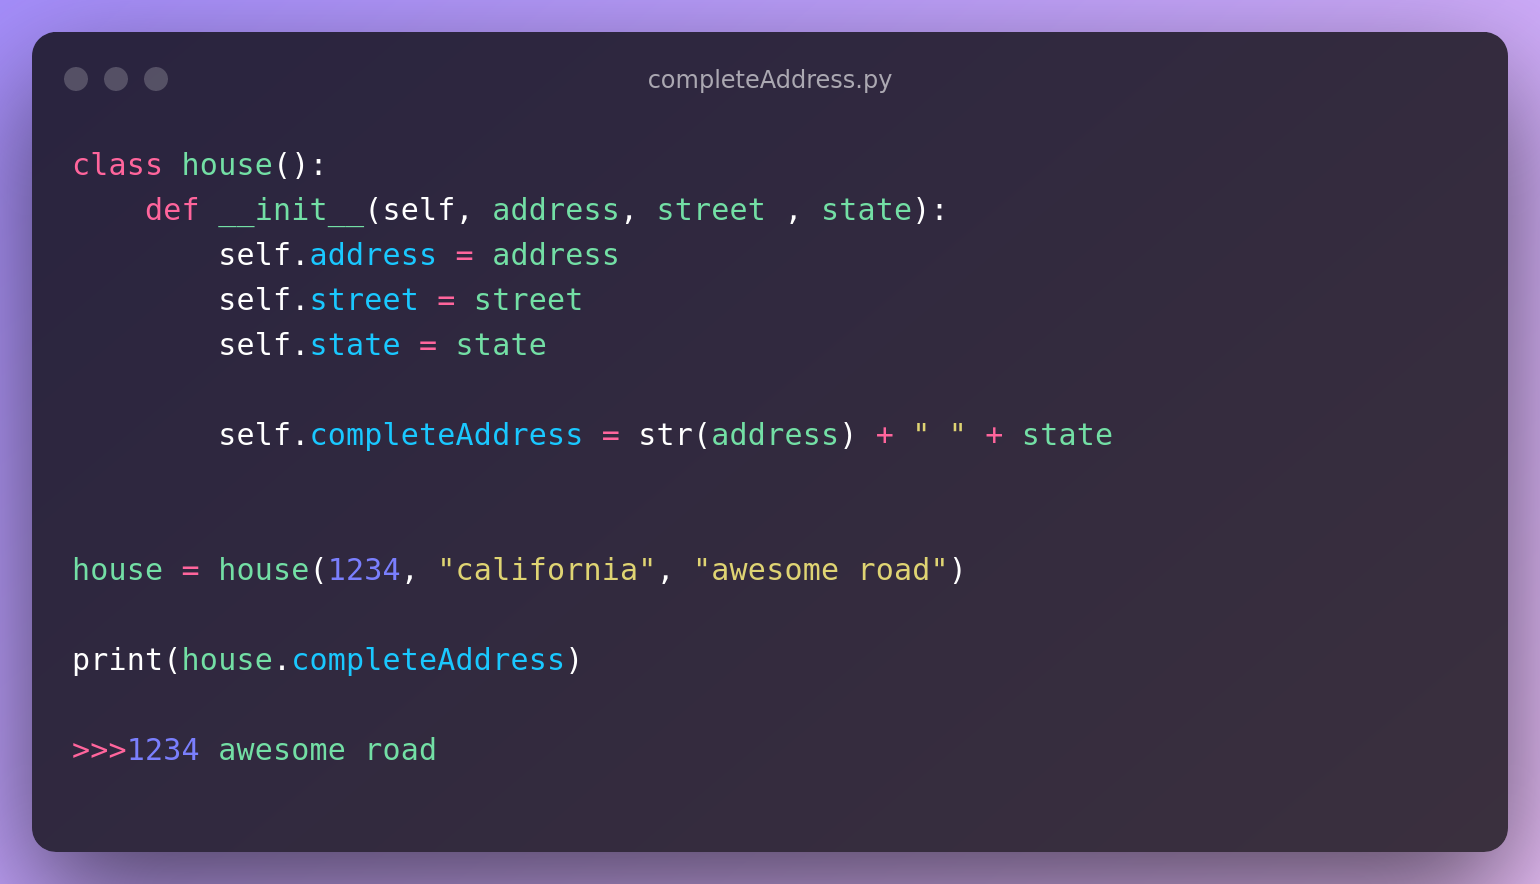 completeAddress.py
class house():
    def __init__(self, address, street , state):
        self.address = address
        self.street = street
        self.state = state
        self.completeAddress = str(address) + " " + state
house = house(1234, "california", "awesome road")
print(house.completeAddress)
>>>1234 awesome road